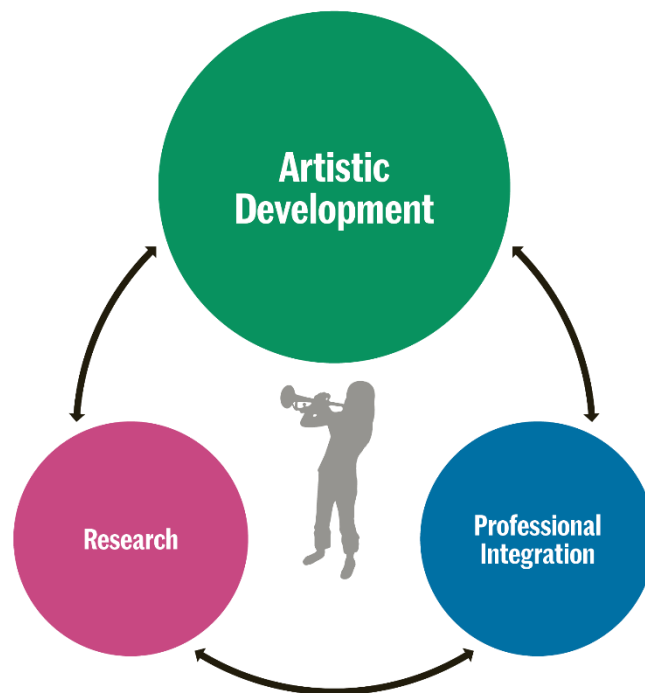 Artistic
Development
Research
Professional
Integration